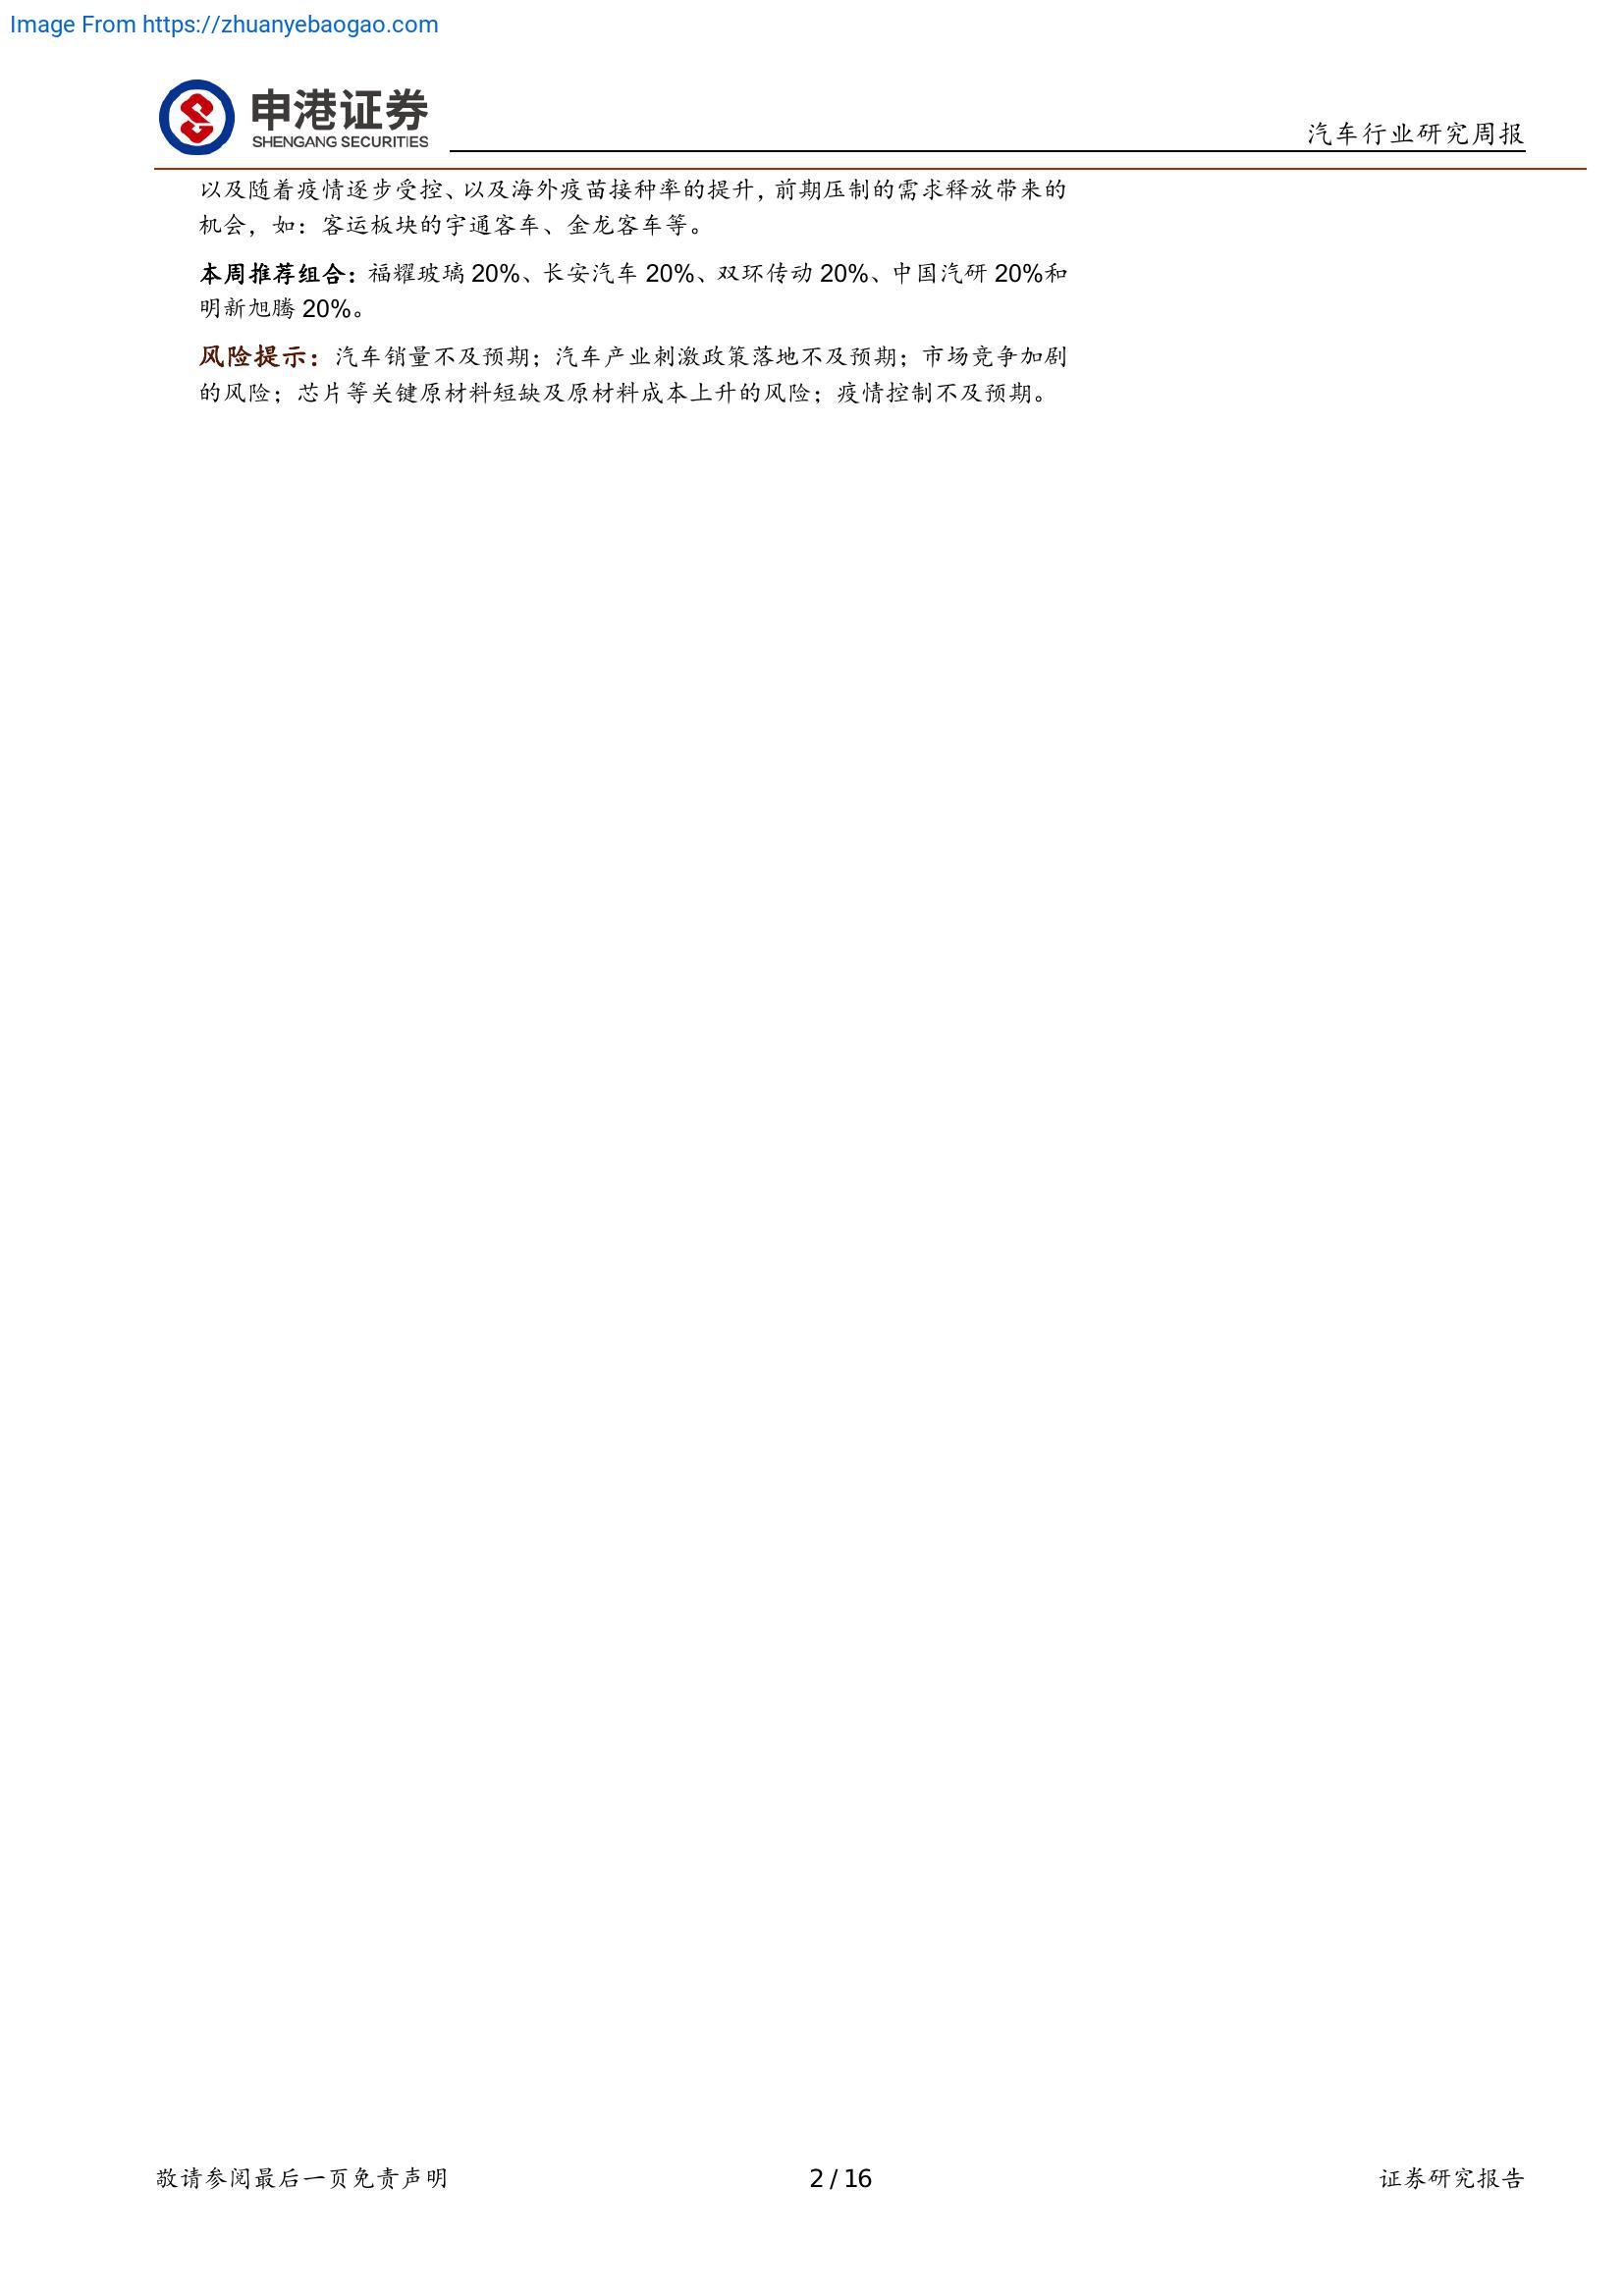 Image From https://zhuanyebaogao.com
申港证券
SHENGANG SECURITIES
汽车行业研究周报
以及随着疫情逐步受控、以及海外疫苗接种率的提升，前期压制的需求释放带来的
机会，如：客运板块的宇通客车、金龙客车等。
本周推荐组合：福耀玻璃 20%、长安汽车 20%、双环传动 20%、中国汽研 20%和
明新旭腾 20%。
风险提示：汽车销量不及预期；汽车产业刺激政策落地不及预期；市场竞争加剧
的风险；芯片等关键原材料短缺及原材料成本上升的风险；疫情控制不及预期。
敬请参阅最后一页免责声明
2 / 16
证券研究报告